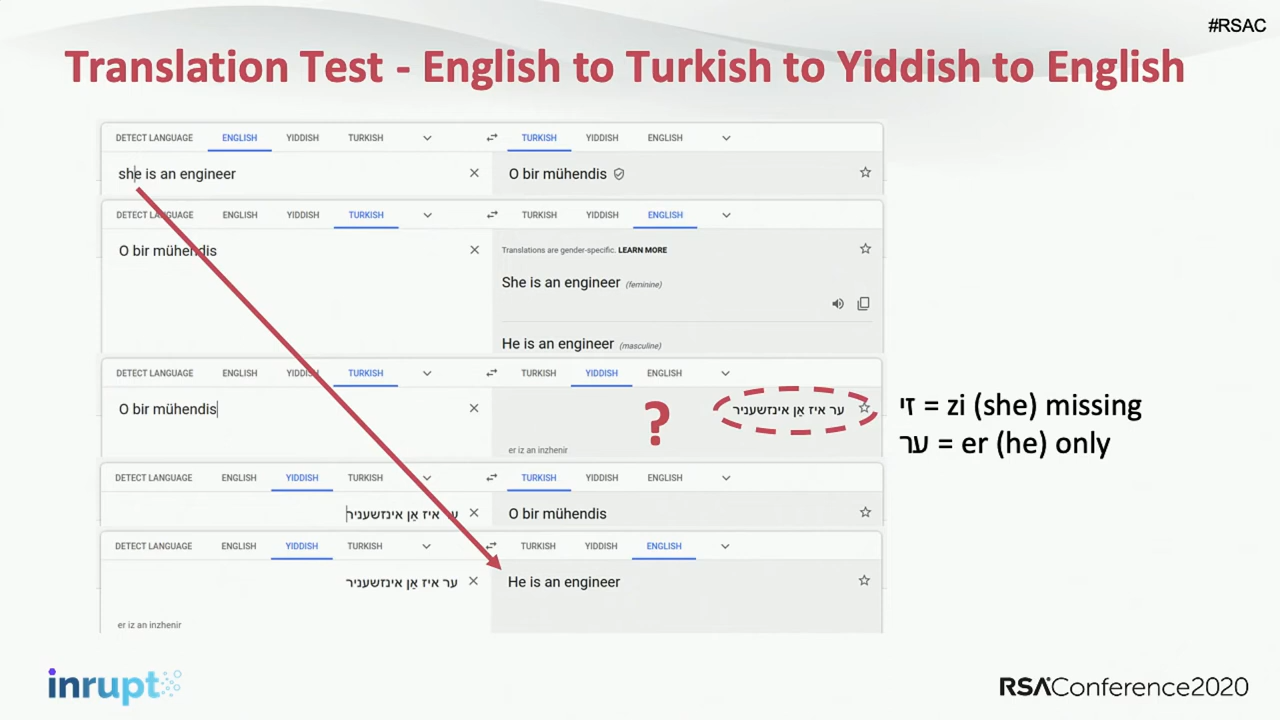 #RSAC
Translation Test - English to Turkish to Yiddish to English
DETECT LANGUAGE ENGLISH YIDDISH TURKISH TURKISH YIDDISH ENGLISH
she is an engineer O bir mühendis
DETECT LANGUAGE ENGLISH YIDDISH TURKISH TURKISH YIDDISH ENGLISH
O bir mühendis
Translations are gender-specific. LEARN MORE
She is an engineer (feminine)
He is an engineer (masculine)
DETECT LANGUAGE ENGLISH YIDDISH TURKISH TURKISH YIDDISH ENGLISH
O bir mühendis ? ער איז אַן אינזשעניר
er iz an inzhenir
זי = zi (she) missing
ער = er (he) only
DETECT LANGUAGE ENGLISH YIDDISH TURKISH TURKISH YIDDISH ENGLISH
ער איז אַן אינזשעניר O bir mühendis
DETECT LANGUAGE ENGLISH YIDDISH TURKISH TURKISH YIDDISH ENGLISH
ער איז אַן אינזשעניר He is an engineer
er iz an inzhenir
inrupt
RSAConference2020